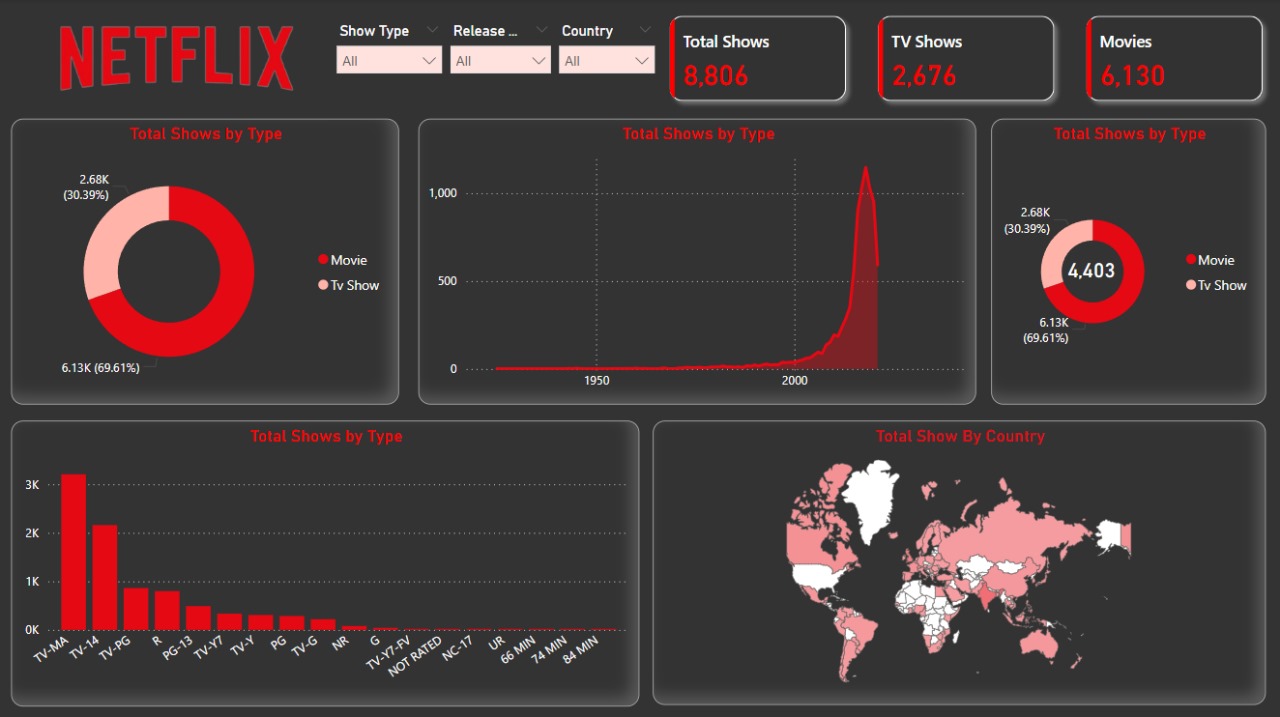 NETFLIX
Show Type
All
Release ...
All
Country
All
Total Shows
8,806
TV Shows
2,676
Movies
6,130
Total Shows by Type
2.68K
(30.39%)
6.13K (69.61%)
Movie
Tv Show
Total Shows by Type
1,000
500
0
1950
2000
Total Shows by Type
2.68K
(30.39%)
4,403
6.13K
(69.61%)
Movie
Tv Show
Total Shows by Type
3K
2K
1K
0K
TV-MA
TV-14
TV-PG
R
PG-13
TV-Y7
TV-Y
PG
TV-G
NR
G
TV-Y7-FV
NOT RATED
NC-17
UR
66 MIN
74 MIN
84 MIN
Total Show By Country